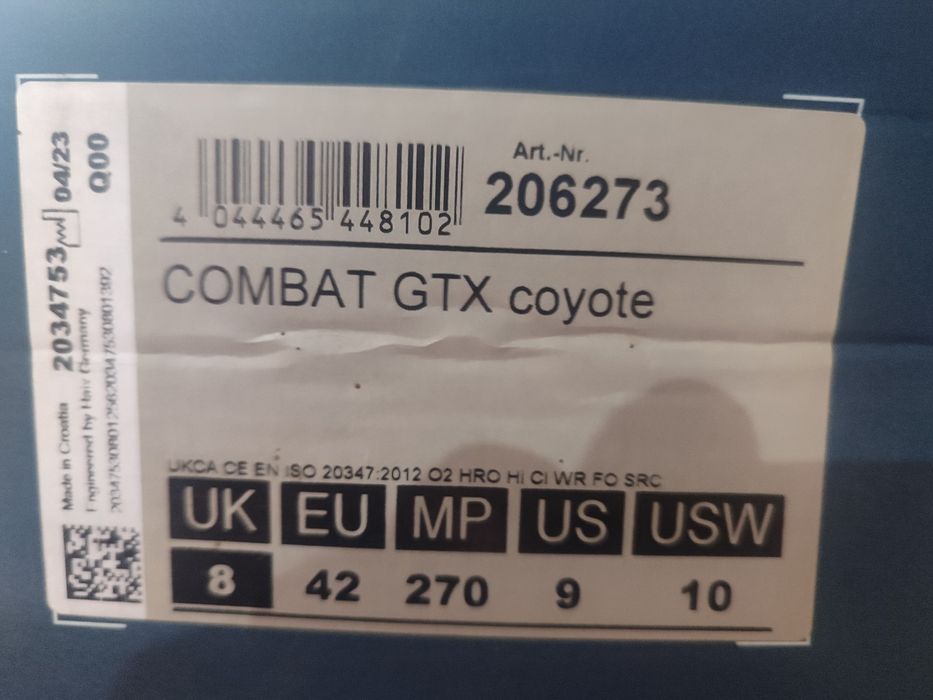 4 044465 448102
Art.-Nr.
206273
COMBAT GTX coyote
UKCA CE EN ISO 20347:2012 O2 HRO HI CI WR FO SRC
UK EU MP US USW
8 42 270 9 10
Made in Croatia 2034753 04/23
Engineered by Haix Germany Q00